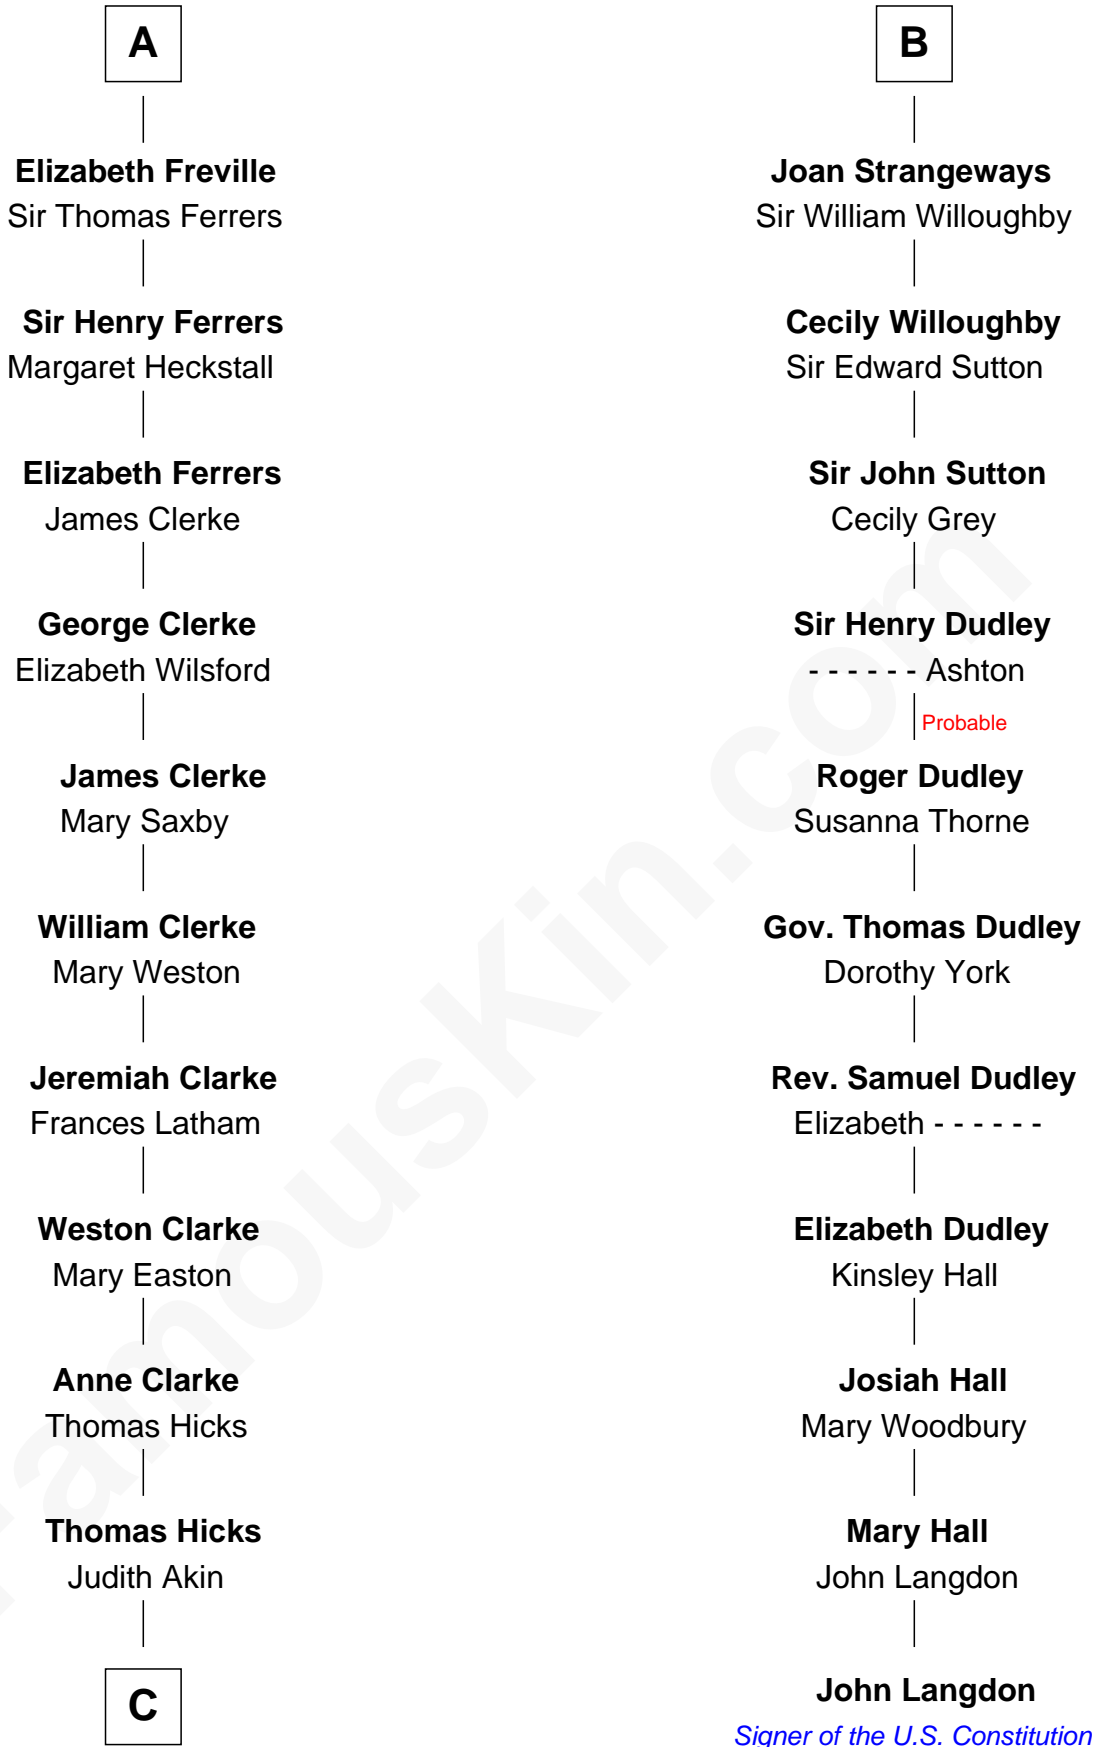 A
Elizabeth Freville
Sir Thomas Ferrers
Sir Henry Ferrers
Margaret Heckstall
Elizabeth Ferrers
James Clerke
George Clerke
Elizabeth Wilsford
James Clerke
Mary Saxby
William Clerke
Mary Weston
Jeremiah Clarke
Frances Latham
Weston Clarke
Mary Easton
Anne Clarke
Thomas Hicks
Thomas Hicks
Judith Akin
C
B
Joan Strangeways
Sir William Willoughby
Cecily Willoughby
Sir Edward Sutton
Sir John Sutton
Cecily Grey
Sir Henry Dudley
- - - - - - Ashton
Probable
Roger Dudley
Susanna Thorne
Gov. Thomas Dudley
Dorothy York
Rev. Samuel Dudley
Elizabeth - - - - - -
Elizabeth Dudley
Kinsley Hall
Josiah Hall
Mary Woodbury
Mary Hall
John Langdon
John Langdon
Signer of the U.S. Constitution
FamousKin.com